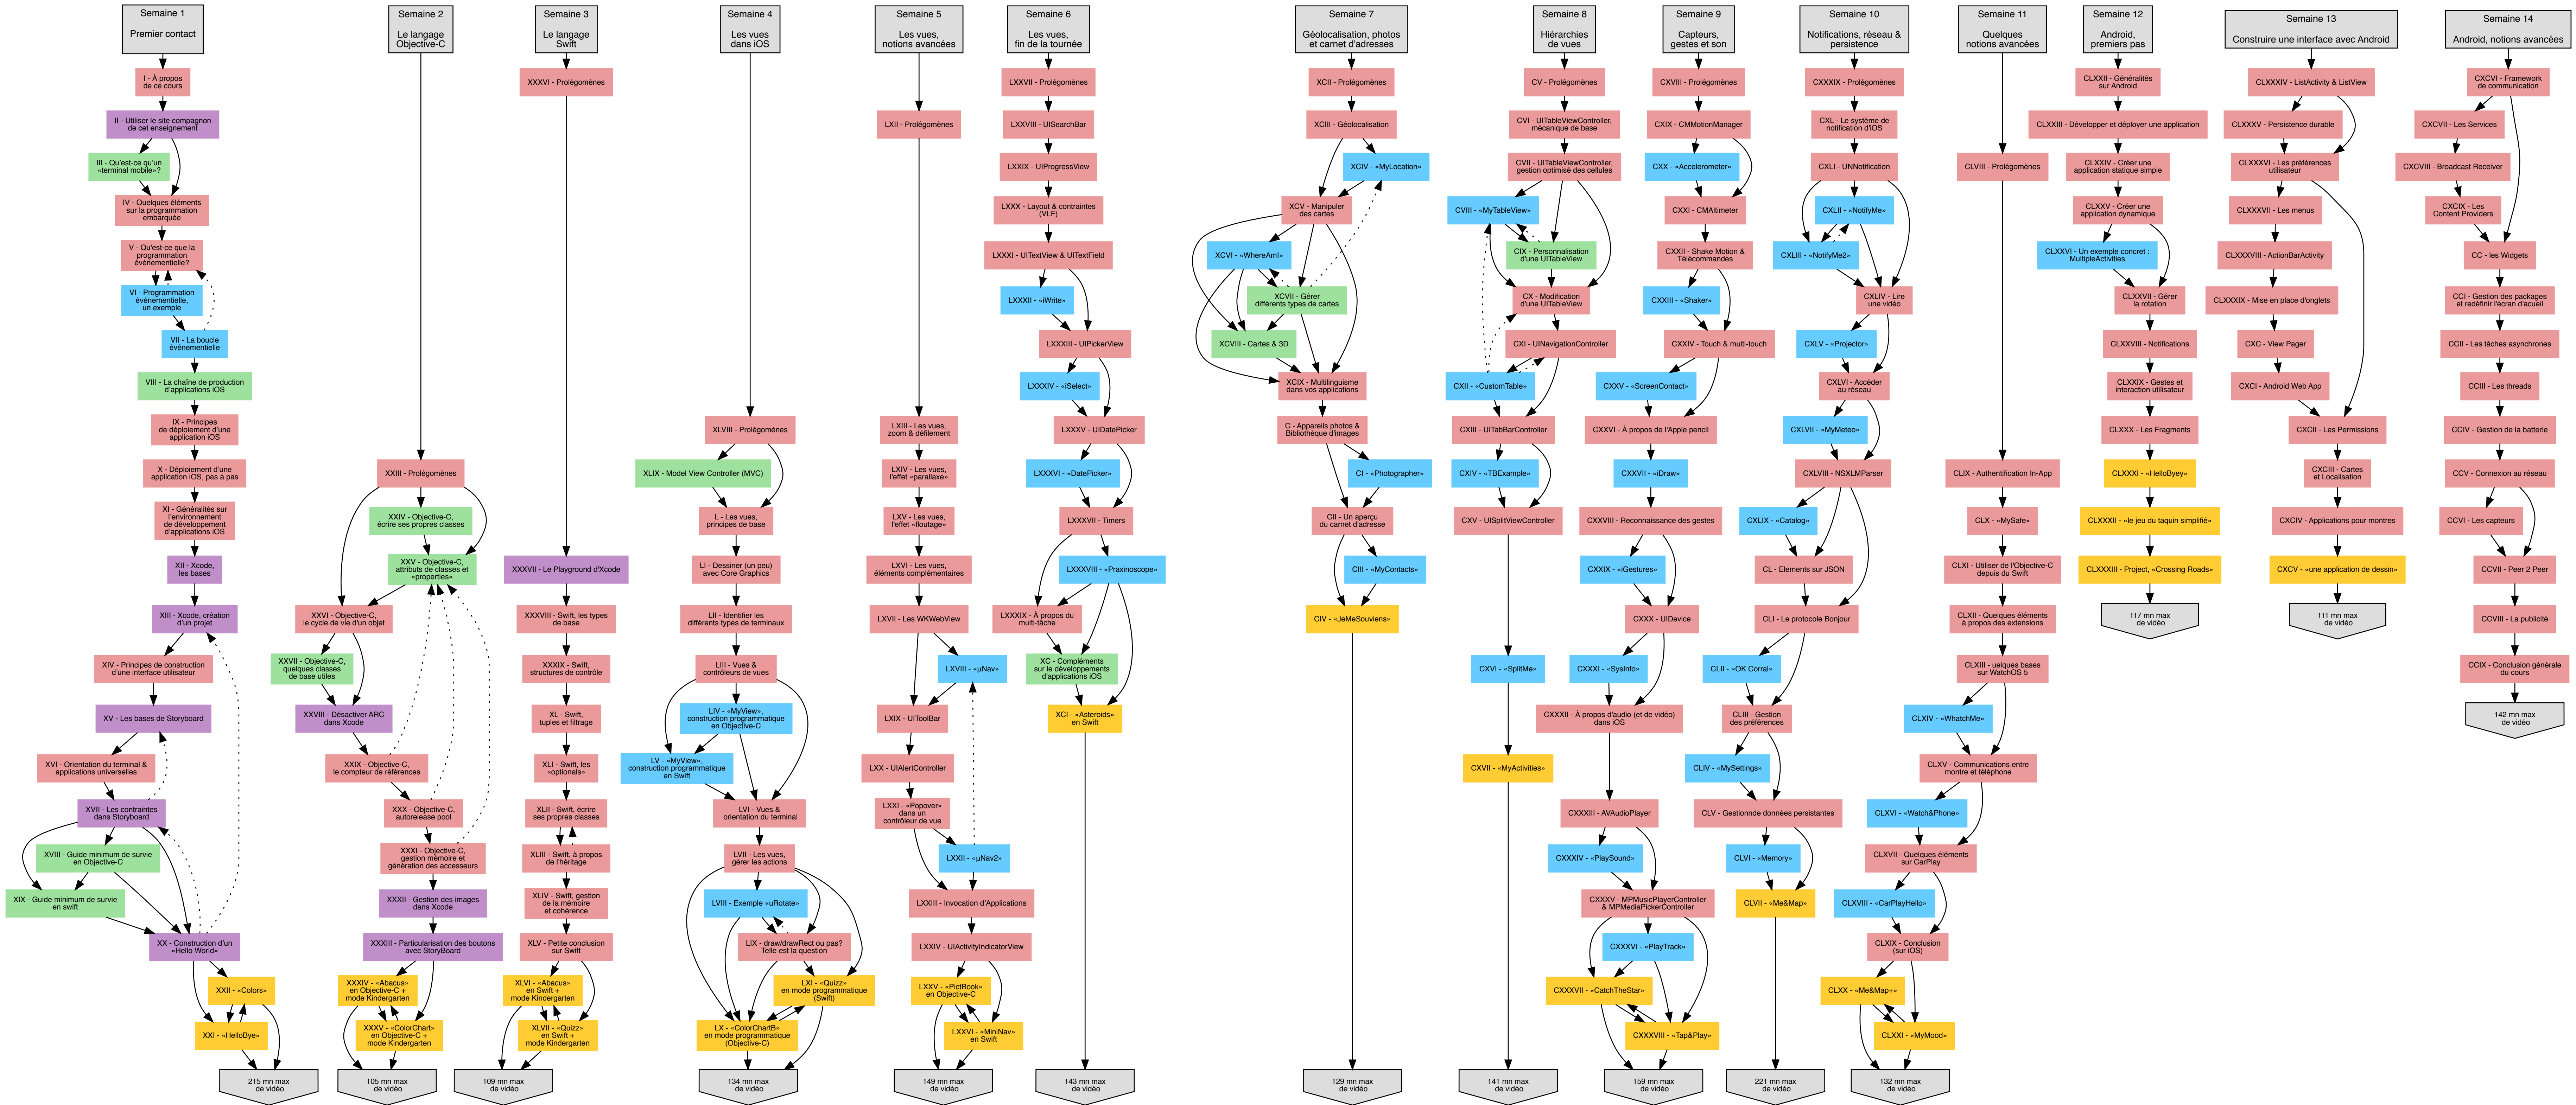 Semaine 1
Premier contact
I - À propos
de ce cours
II - Utiliser le site compagnon
de cet enseignement
III - Qu'est-ce qu'un
«terminal mobile»?
IV - Quelques éléments
sur la programmation
embarquée
V - Qu'est-ce que la
programmation
évènementielle?
VI - Programmation
événementielle,
un exemple
VII - La boucle
événementielle
VIII - La chaîne de production
d'applications iOS
IX - Principes
de déploiement d'une
application iOS
X - Déploiement d'une
application iOS, pas à pas
XI - Généralités sur
l'environnement
de développement
d'applications iOS
XII - Xcode,
les bases
XIII - Xcode, création
d'un projet
XIV - Principes de construction
d'une interface utilisateur
XV - Les bases de Storyboard
XVI - Orientation du terminal &
applications universelles
XVII - Les contraintes
dans Storyboard
XVIII - Guide minimum de survie
en Objective-C
XIX - Guide minimum de survie
en swift
XX - Construction d'un
«Hello World»
XXII - «Colors»
XXI - «HelloBye»
215 mn max
de vidéo
Semaine 2
Le langage
Objective-C
XXIII - Prolégomènes
XXIV - Objective-C,
écrire ses propres classes
XXV - Objective-C,
attributs de classes et
«properties»
XXVI - Objective-C,
le cycle de vie d'un objet
XXVII - Objective-C,
quelques classes
de base utiles
XXVIII - Désactiver ARC
dans Xcode
XXIX - Objective-C,
le compteur de références
XXX - Objective-C,
autorelease pool
XXXI - Objective-C,
gestion mémoire et
génération des accesseurs
XXXII - Gestion des images
dans Xcode
XXXIII - Particularisation des boutons
avec StoryBoard
XXXIV - «Abacus»
en Objective-C +
mode Kindergarten
XXXV - «ColorChart»
en Objective-C +
mode Kindergarten
105 mn max
de vidéo
Semaine 3
Le langage
Swift
XXXVI - Prolégomènes
XXXVII - Le Playground d'Xcode
XXXVIII - Swift, les types
de base
XXXIX - Swift,
structures de contrôle
XL - Swift,
tuples et filtrage
XLI - Swift, les
«optionals»
XLII - Swift, écrire
ses propres classes
XLIII - Swift, à propos
de l'héritage
XLIV - Swift, gestion
de la mémoire
et cohérence
XLV - Petite conclusion
sur Swift
XLVI - «Abacus»
en Swift +
mode Kindergarten
XLVII - «Quizz»
en Swift +
mode Kindergarten
109 mn max
de vidéo
Semaine 4
Les vues
dans iOS
XLVIII - Prolégomènes
XLIX - Model View Controller (MVC)
L - Les vues,
principes de base
LI - Dessiner (un peu)
avec Core Graphics
LII - Identifier les
différents types de terminaux
LIII - Vues &
contrôleurs de vues
LIV - «MyView»,
construction programmatique
en Objective-C
LV - «MyView»,
construction programmatique
en Swift
LVI - Vues &
orientation du terminal
LVII - Les vues,
gérer les actions
LVIII - Exemple «uRotate»
LIX - draw/drawRect ou pas?
Telle est la question
LXI - «Quizz»
en mode programmatique
(Swift)
LX - «ColorChartB»
en mode programmatique
(Objective-C)
134 mn max
de vidéo
Semaine 5
Les vues,
notions avancées
LXII - Prolégomènes
LXIII - Les vues,
zoom & défilement
LXIV - Les vues,
l'effet «parallaxe»
LXV - Les vues,
l'effet «floutage»
LXVI - Les vues,
éléments complémentaires
LXVII - Les WKWebView
LXVIII - «µNav»
LXIX - UIToolBar
LXX - UIAlertController
LXXI - «Popover»
dans un
contrôleur de vue
LXXII - «µNav2»
LXXIII - Invocation d'Applications
LXXIV - UIActivityIndicatorView
LXXV - «PictBook»
en Objective-C
LXXVI - «MiniNav»
en Swift
149 mn max
de vidéo
Semaine 6
Les vues,
fin de la tournée
LXXVII - Prolégomènes
LXXVIII - UISearchBar
LXXIX - UIProgressView
LXXX - Layout & contraintes
(VLF)
LXXXI - UITextView & UITextField
LXXXII - «iWrite»
LXXXIII - UIPickerView
LXXXIV - «iSelect»
LXXXV - UIDatePicker
LXXXVI - «DatePicker»
LXXXVII - Timers
LXXXVIII - «Praxinoscope»
LXXXIX - À propos du
multi-tâche
XC - Compléments
sur le développements
d'applications iOS
XCI - «Asteroids»
en Swift
143 mn max
de vidéo
Semaine 7
Géolocalisation, photos
et carnet d'adresses
XCII - Prolégomènes
XCIII - Géolocalisation
XCIV - «MyLocation»
XCV - Manipuler
des cartes
XCVI - «WhereAmI»
XCVII - Gérer
différents types de cartes
XCVIII - Cartes & 3D
XCIX - Multilinguisme
dans vos applications
C - Appareils photos &
Bibliothèque d'images
CI - «Photographer»
CII - Un aperçu
du carnet d'adresse
CIII - «MyContacts»
CIV - «JeMeSouviens»
129 mn max
de vidéo
Semaine 8
Hiérarchies
de vues
CV - Prolégomènes
CVI - UITableViewController,
mécanique de base
CVII - UITableViewController,
gestion optimisé des cellules
CVIII - «MyTableView»
CIX - Personnalisation
d'une UITableView
CX - Modification
d'une UITableView
CXI - UINavigationController
CXII - «CustomTable»
CXIII - UITabBarController
CXIV - «TBExample»
CXV - UISplitViewController
CXVI - «SplitMe»
CXVII - «MyActivities»
141 mn max
de vidéo
Semaine 9
Capteurs,
gestes et son
CXVIII - Prolégomènes
CXIX - CMMotionManager
CXX - «Accelerometer»
CXXI - CMAltimeter
CXXII - Shake Motion &
Télécommandes
CXXIII - «Shaker»
CXXIV - Touch & multi-touch
CXXV - «ScreenContact»
CXXVI - À propos de l'Apple pencil
CXXVII - «iDraw»
CXXVIII - Reconnaissance des gestes
CXXIX - «iGestures»
CXXX - UIDevice
CXXXI - «SysInfo»
CXXXII - À propos d'audio (et de vidéo)
dans iOS
CXXXIII - AVAudioPlayer
CXXXIV - «PlaySound»
CXXXV - MPMusicPlayerController
& MPMediaPickerController
CXXXVI - «PlayTrack»
CXXXVII - «CatchTheStar»
CXXXVIII - «Tap&Play»
159 mn max
de vidéo
Semaine 10
Notifications, réseau &
persistence
CXXXIX - Prolégomènes
CXL - Le système de
notification d'iOS
CXLI - UNNotification
CXLII - «NotifyMe»
CXLIII - «NotifyMe2»
CXLIV - Lire
une vidéo
CXLV - «Projector»
CXLVI - Accéder
au réseau
CXLVII - «MyMeteo»
CXLVIII - NSXLMParser
CXLIX - «Catalog»
CL - Elements sur JSON
CLI - Le protocole Bonjour
CLII - «OK Corral»
CLIII - Gestion
des préférences
CLIV - «MySettings»
CLV - Gestionnde données persistantes
CLVI - «Memory»
CLVII - «Me&Map»
221 mn max
de vidéo
Semaine 11
Quelques
notions avancées
CLVIII - Prolégomènes
CLIX - Authentification In-App
CLX - «MySafe»
CLXI - Utiliser de l'Objective-C
depuis du Swift
CLXII - Quelques éléments
à propos des extensions
CLXIII - uelques bases
sur WatchOS 5
CLXIV - «WhatchMe»
CLXV - Communications entre
montre et téléphone
CLXVI - «Watch&Phone»
CLXVII - Quelques éléments
sur CarPlay
CLXVIII - «CarPlayHello»
CLXIX - Conclusion
(sur iOS)
CLXX - «Me&Map+»
CLXXI - «MyMood»
132 mn max
de vidéo
Semaine 12
Android,
premiers pas
CLXXII - Généralités
sur Android
CLXXIII - Développer et déployer une application
CLXXIV - Créer une
application statique simple
CLXXV - Créer une
application dynamique
CLXXVI - Un exemple concret :
MultipleActivities
CLXXVII - Gérer
la rotation
CLXXVIII - Notifications
CLXXIX - Gestes et
interaction utilisateur
CLXXX - Les Fragments
CLXXXI - «HelloByey»
CLXXXII - «le jeu du taquin simplifié»
CLXXXIII - Project, «Crossing Roads»
117 mn max
de vidéo
Semaine 13
Construire une interface avec Android
CLXXXIV - ListActivity & ListView
CLXXXV - Persistence durable
CLXXXVI - Les préférences
utilisateur
CLXXXVII - Les menus
CLXXXVIII - ActionBarActivity
CLXXXIX - Mise en place d'onglets
CXC - View Pager
CXCI - Android Web App
CXCII - Les Permissions
CXCIII - Cartes
et Localisation
CXCIV - Applications pour montres
CXCV - «une application de dessin»
111 mn max
de vidéo
Semaine 14
Android, notions avancées
CXCVI - Framework
de communication
CXCVII - Les Services
CXCVIII - Broadcast Receiver
CXCIX - Les
Content Providers
CC - les Widgets
CCI - Gestion des packages
et redéfinir l'écran d'acueil
CCII - Les tâches asynchrones
CCIII - Les threads
CCIV - Gestion de la batterie
CCV - Connexion au réseau
CCVI - Les capteurs
CCVII - Peer 2 Peer
CCVIII - La publicité
CCIX - Conclusion générale
du cours
142 mn max
de vidéo